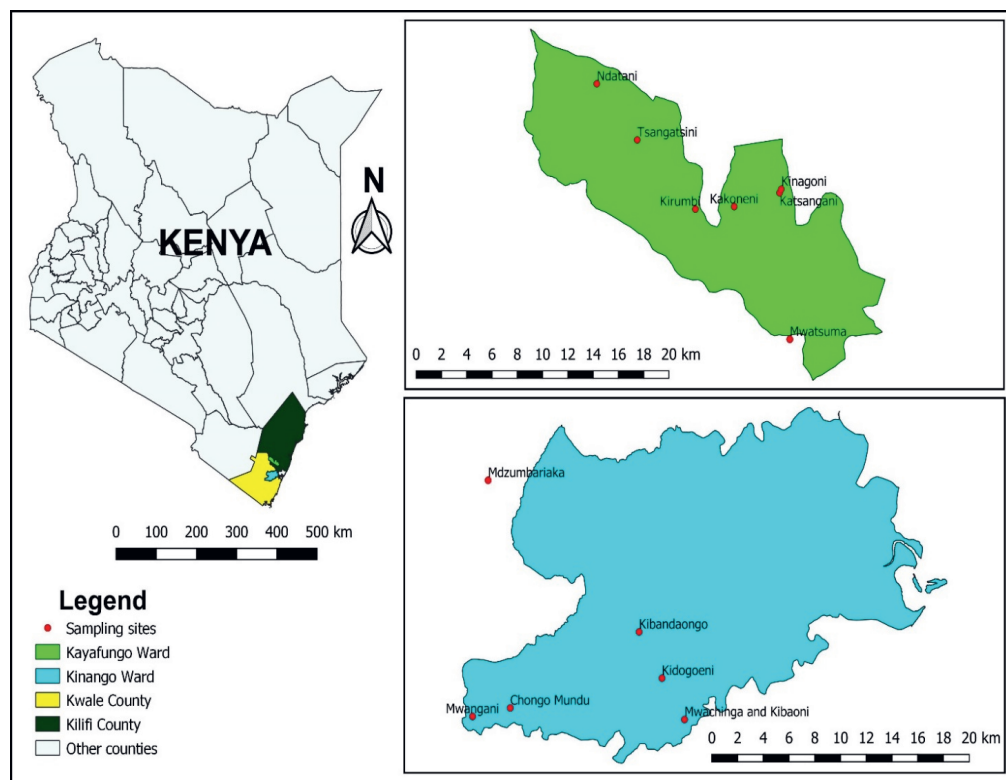 KENYA
N
0 100 200 300 400 500 km
Legend
Sampling sites
Kayafungo Ward
Kinango Ward
Kwale County
Kilifi County
Other counties
Ndatani
Tsangatsini
Kinagoni
Katsangani
Kakoneni
Kirumbi
Mwatsuma
0 2 4 6 8 10 12 14 16 18 20 km
Mdzumbariaka
Kibandaongo
Kidogoeni
Chongo Mundu
Mwangani
Mwachinga and Kibaoni
0 2 4 6 8 10 12 14 16 18 20 km